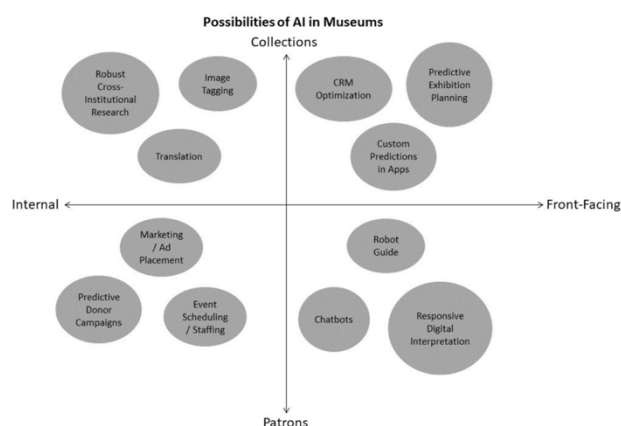 Possibilities of AI in Museums
Collections
Robust
Cross-
Institutional
Research
Image
Tagging
Translation
CRM
Optimization
Predictive
Exhibition
Planning
Custom
Predictions
in Apps
Internal
Front-Facing
Marketing
/ Ad
Placement
Predictive
Donor
Campaigns
Event
Scheduling
/ Staffing
Robot
Guide
Chatbots
Responsive
Digital
Interpretation
Patrons